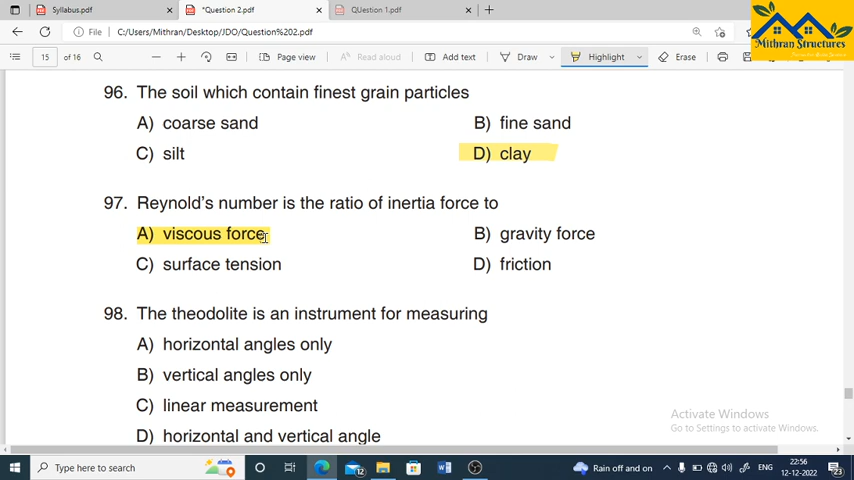 Syllabus.pdf
*Question 2.pdf
QUestion 1.pdf
File
C:/Users/Mithran/Desktop/JDO/Question%202.pdf
15 of 16
Page view
Read aloud
Add text
Draw
Highlight
Erase
Mithran Structures
96. The soil which contain finest grain particles
A) coarse sand
B) fine sand
C) silt
D) clay
97. Reynold's number is the ratio of inertia force to
A) viscous force
B) gravity force
C) surface tension
D) friction
98. The theodolite is an instrument for measuring
A) horizontal angles only
B) vertical angles only
C) linear measurement
D) horizontal and vertical angle
Activate Windows
Go to Settings to activate Windows.
Type here to search
12
Rain off and on
ENG
22:56
12-12-2022
23